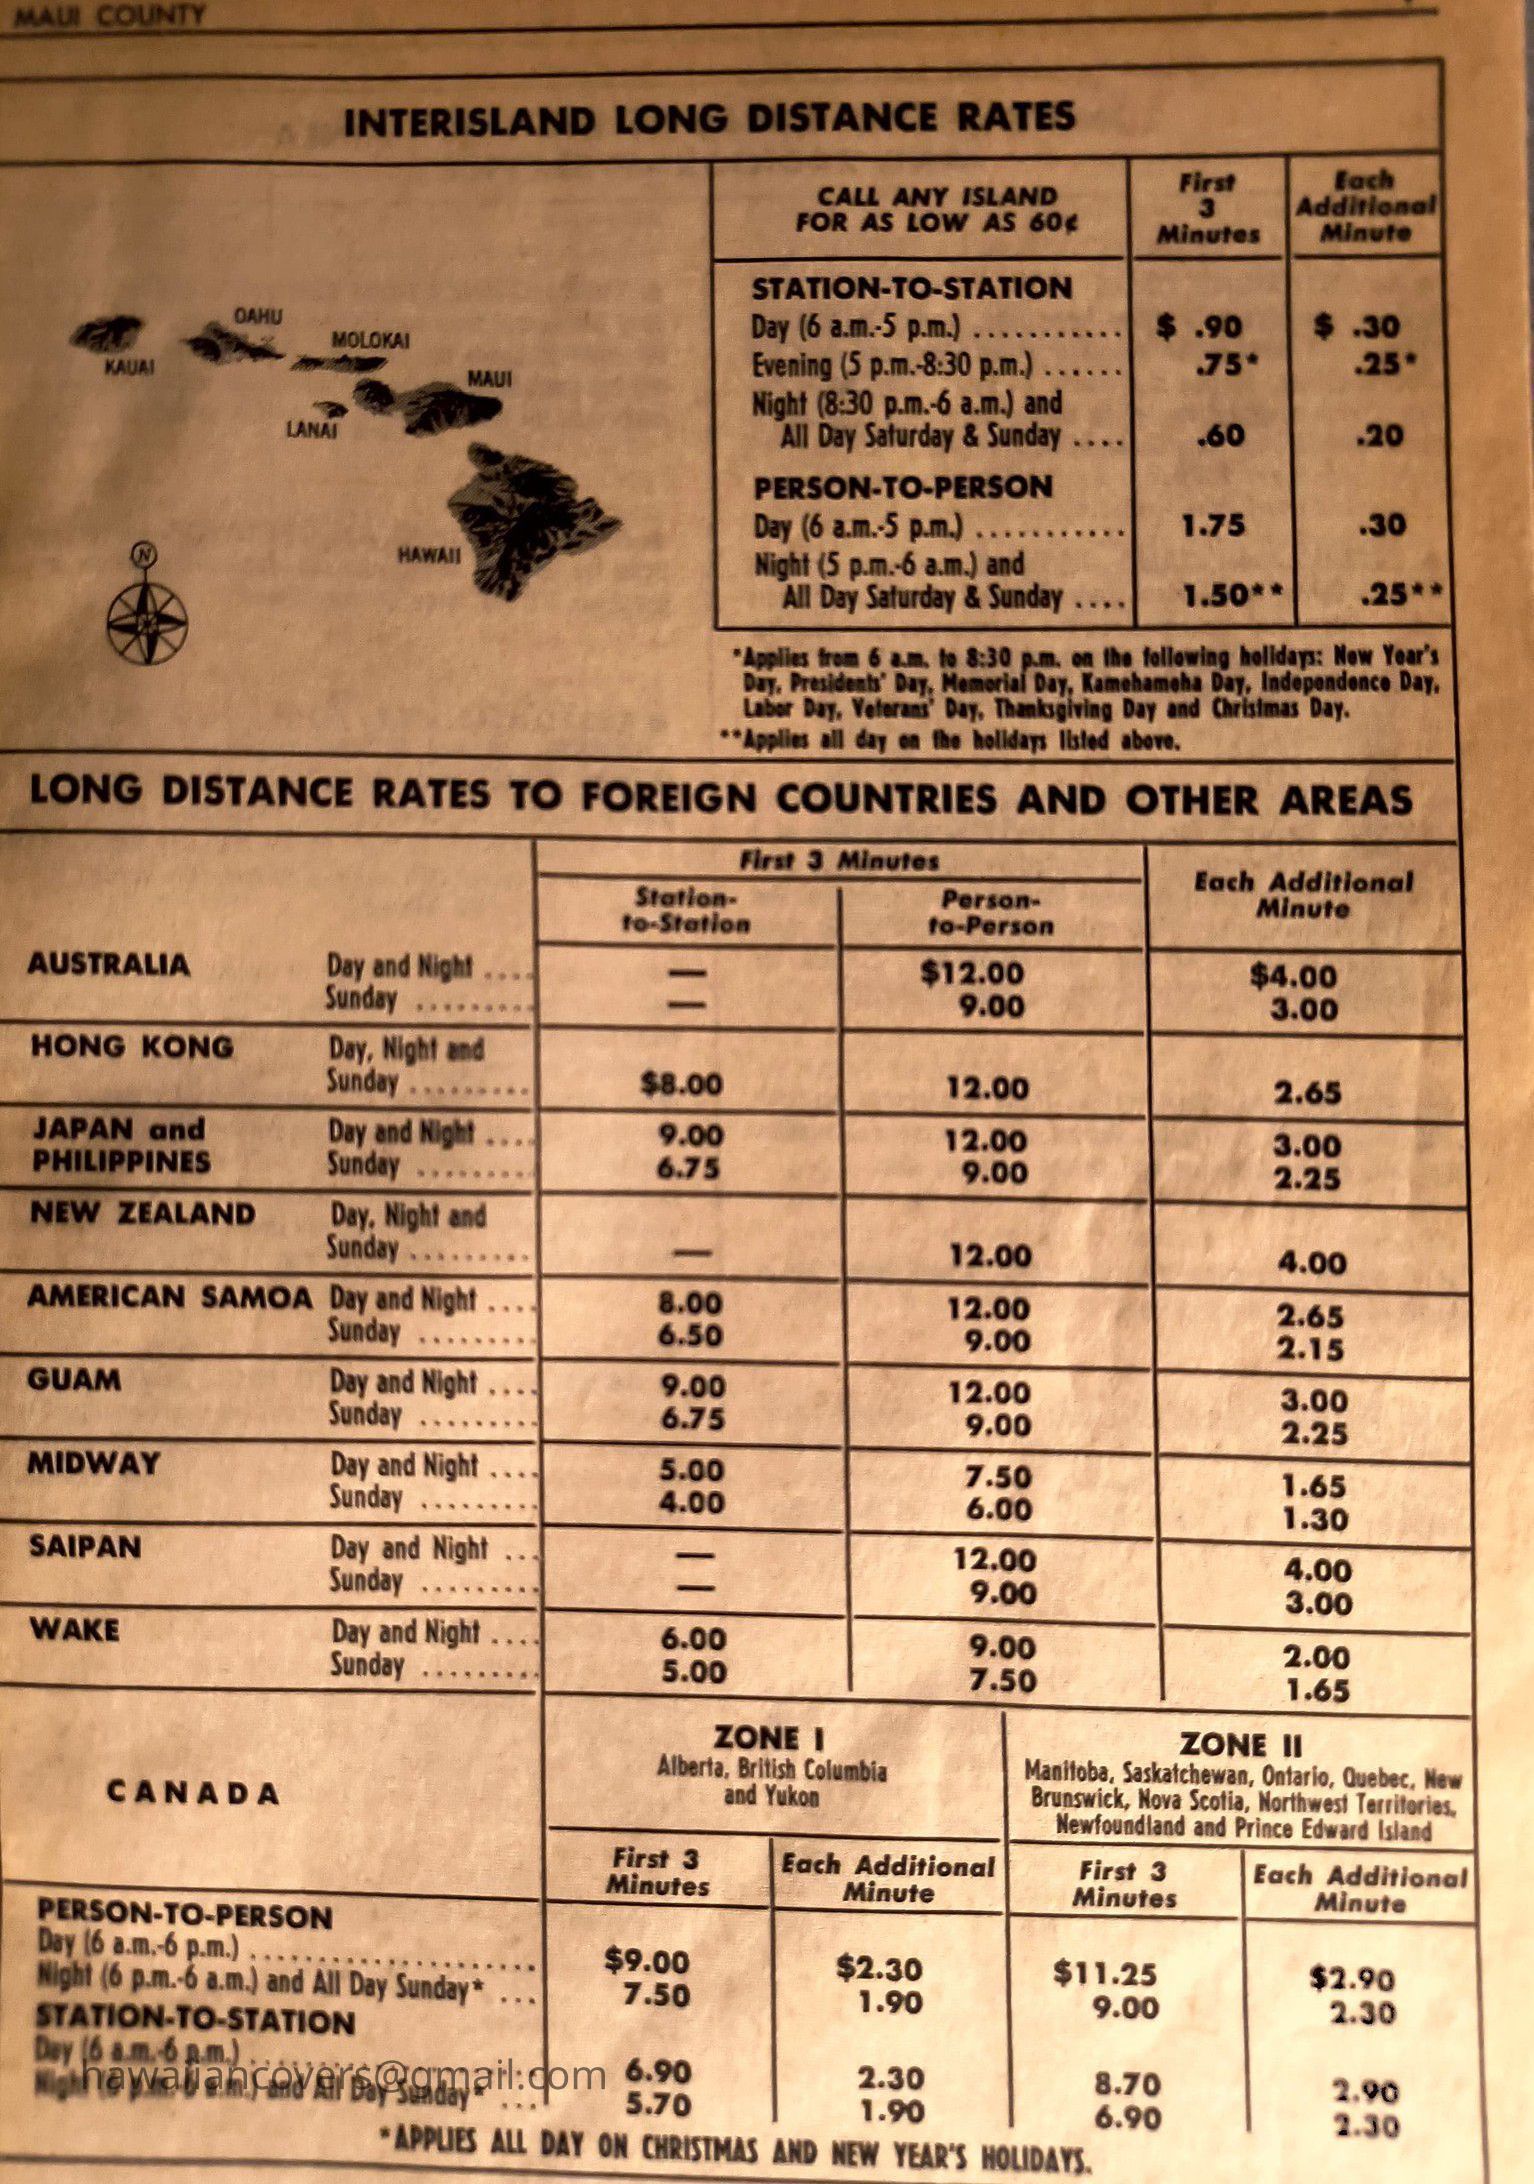 MAUI COUNTY
INTERISLAND LONG DISTANCE RATES
KAUAI
OAHU
MOLOKAI
LANAI
MAUI
HAWAII
N
CALL ANY ISLAND
FOR AS LOW AS 60¢
First
3
Minutes
Each
Additional
Minute
STATION-TO-STATION
Day (6 a.m.-5 p.m.) ........... $ .90 $ .30
Evening (5 p.m.-8:30 p.m.) ...... .75* .25*
Night (8:30 p.m.-6 a.m.) and
All Day Saturday & Sunday .... .60 .20
PERSON-TO-PERSON
Day (6 a.m.-5 p.m.) ........... 1.75 .30
Night (5 p.m.-6 a.m.) and
All Day Saturday & Sunday .... 1.50** .25**
*Applies from 6 a.m. to 8:30 p.m. on the following holidays: New Year's
Day, Presidents' Day, Memorial Day, Kamehameha Day, Independence Day,
Labor Day, Veterans' Day, Thanksgiving Day and Christmas Day.
**Applies all day on the holidays listed above.
LONG DISTANCE RATES TO FOREIGN COUNTRIES AND OTHER AREAS
First 3 Minutes
Station-
to-Station
Person-
to-Person
Each Additional
Minute
AUSTRALIA Day and Night .... — $12.00 $4.00
Sunday ......... — 9.00 3.00
HONG KONG Day, Night and
Sunday ......... $8.00 12.00 2.65
JAPAN and Day and Night .... 9.00 12.00 3.00
PHILIPPINES Sunday ......... 6.75 9.00 2.25
NEW ZEALAND Day, Night and
Sunday ......... — 12.00 4.00
AMERICAN SAMOA Day and Night .... 8.00 12.00 2.65
Sunday ......... 6.50 9.00 2.15
GUAM Day and Night .... 9.00 12.00 3.00
Sunday ......... 6.75 9.00 2.25
MIDWAY Day and Night .... 5.00 7.50 1.65
Sunday ......... 4.00 6.00 1.30
SAIPAN Day and Night ... — 12.00 4.00
Sunday ......... — 9.00 3.00
WAKE Day and Night .... 6.00 9.00 2.00
Sunday ......... 5.00 7.50 1.65
CANADA
ZONE I
Alberta, British Columbia
and Yukon
ZONE II
Manitoba, Saskatchewan, Ontario, Quebec, New
Brunswick, Nova Scotia, Northwest Territories,
Newfoundland and Prince Edward Island
First 3
Minutes
Each Additional
Minute
First 3
Minutes
Each Additional
Minute
PERSON-TO-PERSON
Day (6 a.m.-6 p.m.) .......................... $9.00 $2.30 $11.25 $2.90
Night (6 p.m.-6 a.m.) and All Day Sunday* ... 7.50 1.90 9.00 2.30
STATION-TO-STATION
Day (6 a.m.-6 p.m.) .......................... 6.90 2.30 8.70 2.90
Night (6 p.m.-6 a.m.) and All Day Sunday* ... 5.70 1.90 6.90 2.30
hawaiiancovers@gmail.com
*APPLIES ALL DAY ON CHRISTMAS AND NEW YEAR'S HOLIDAYS.